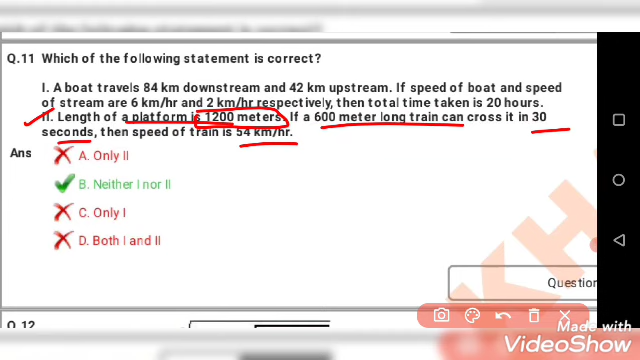 Q.11 Which of the following statement is correct?
I. A boat travels 84 km downstream and 42 km upstream. If speed of boat and speed
of stream are 6 km/hr and 2 km/hr respectively, then total time taken is 20 hours.
II. Length of a platform is 1200 meters. If a 600 meter long train can cross it in 30
seconds, then speed of train is 54 km/hr.
Ans A. Only II
B. Neither I nor II
C. Only I
D. Both I and II
KH
Question
Q.12
Made with
VideoShow